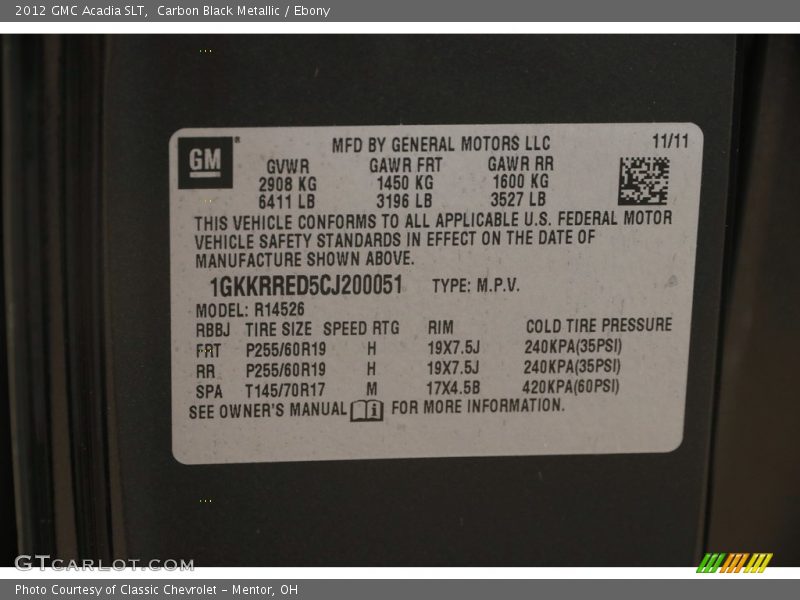 2012 GMC Acadia SLT, Carbon Black Metallic / Ebony
GM
MFD BY GENERAL MOTORS LLC 11/11
GVWR GAWR FRT GAWR RR
2908 KG 1450 KG 1600 KG
6411 LB 3196 LB 3527 LB
THIS VEHICLE CONFORMS TO ALL APPLICABLE U.S. FEDERAL MOTOR
VEHICLE SAFETY STANDARDS IN EFFECT ON THE DATE OF
MANUFACTURE SHOWN ABOVE.
1GKKRRED5CJ200051 TYPE: M.P.V.
MODEL: R14526
RBBJ TIRE SIZE SPEED RTG RIM COLD TIRE PRESSURE
FRT P255/60R19 H 19X7.5J 240KPA(35PSI)
RR P255/60R19 H 19X7.5J 240KPA(35PSI)
SPA T145/70R17 M 17X4.5B 420KPA(60PSI)
SEE OWNER'S MANUAL i FOR MORE INFORMATION.
GTCARLOT.COM
Photo Courtesy of Classic Chevrolet - Mentor, OH